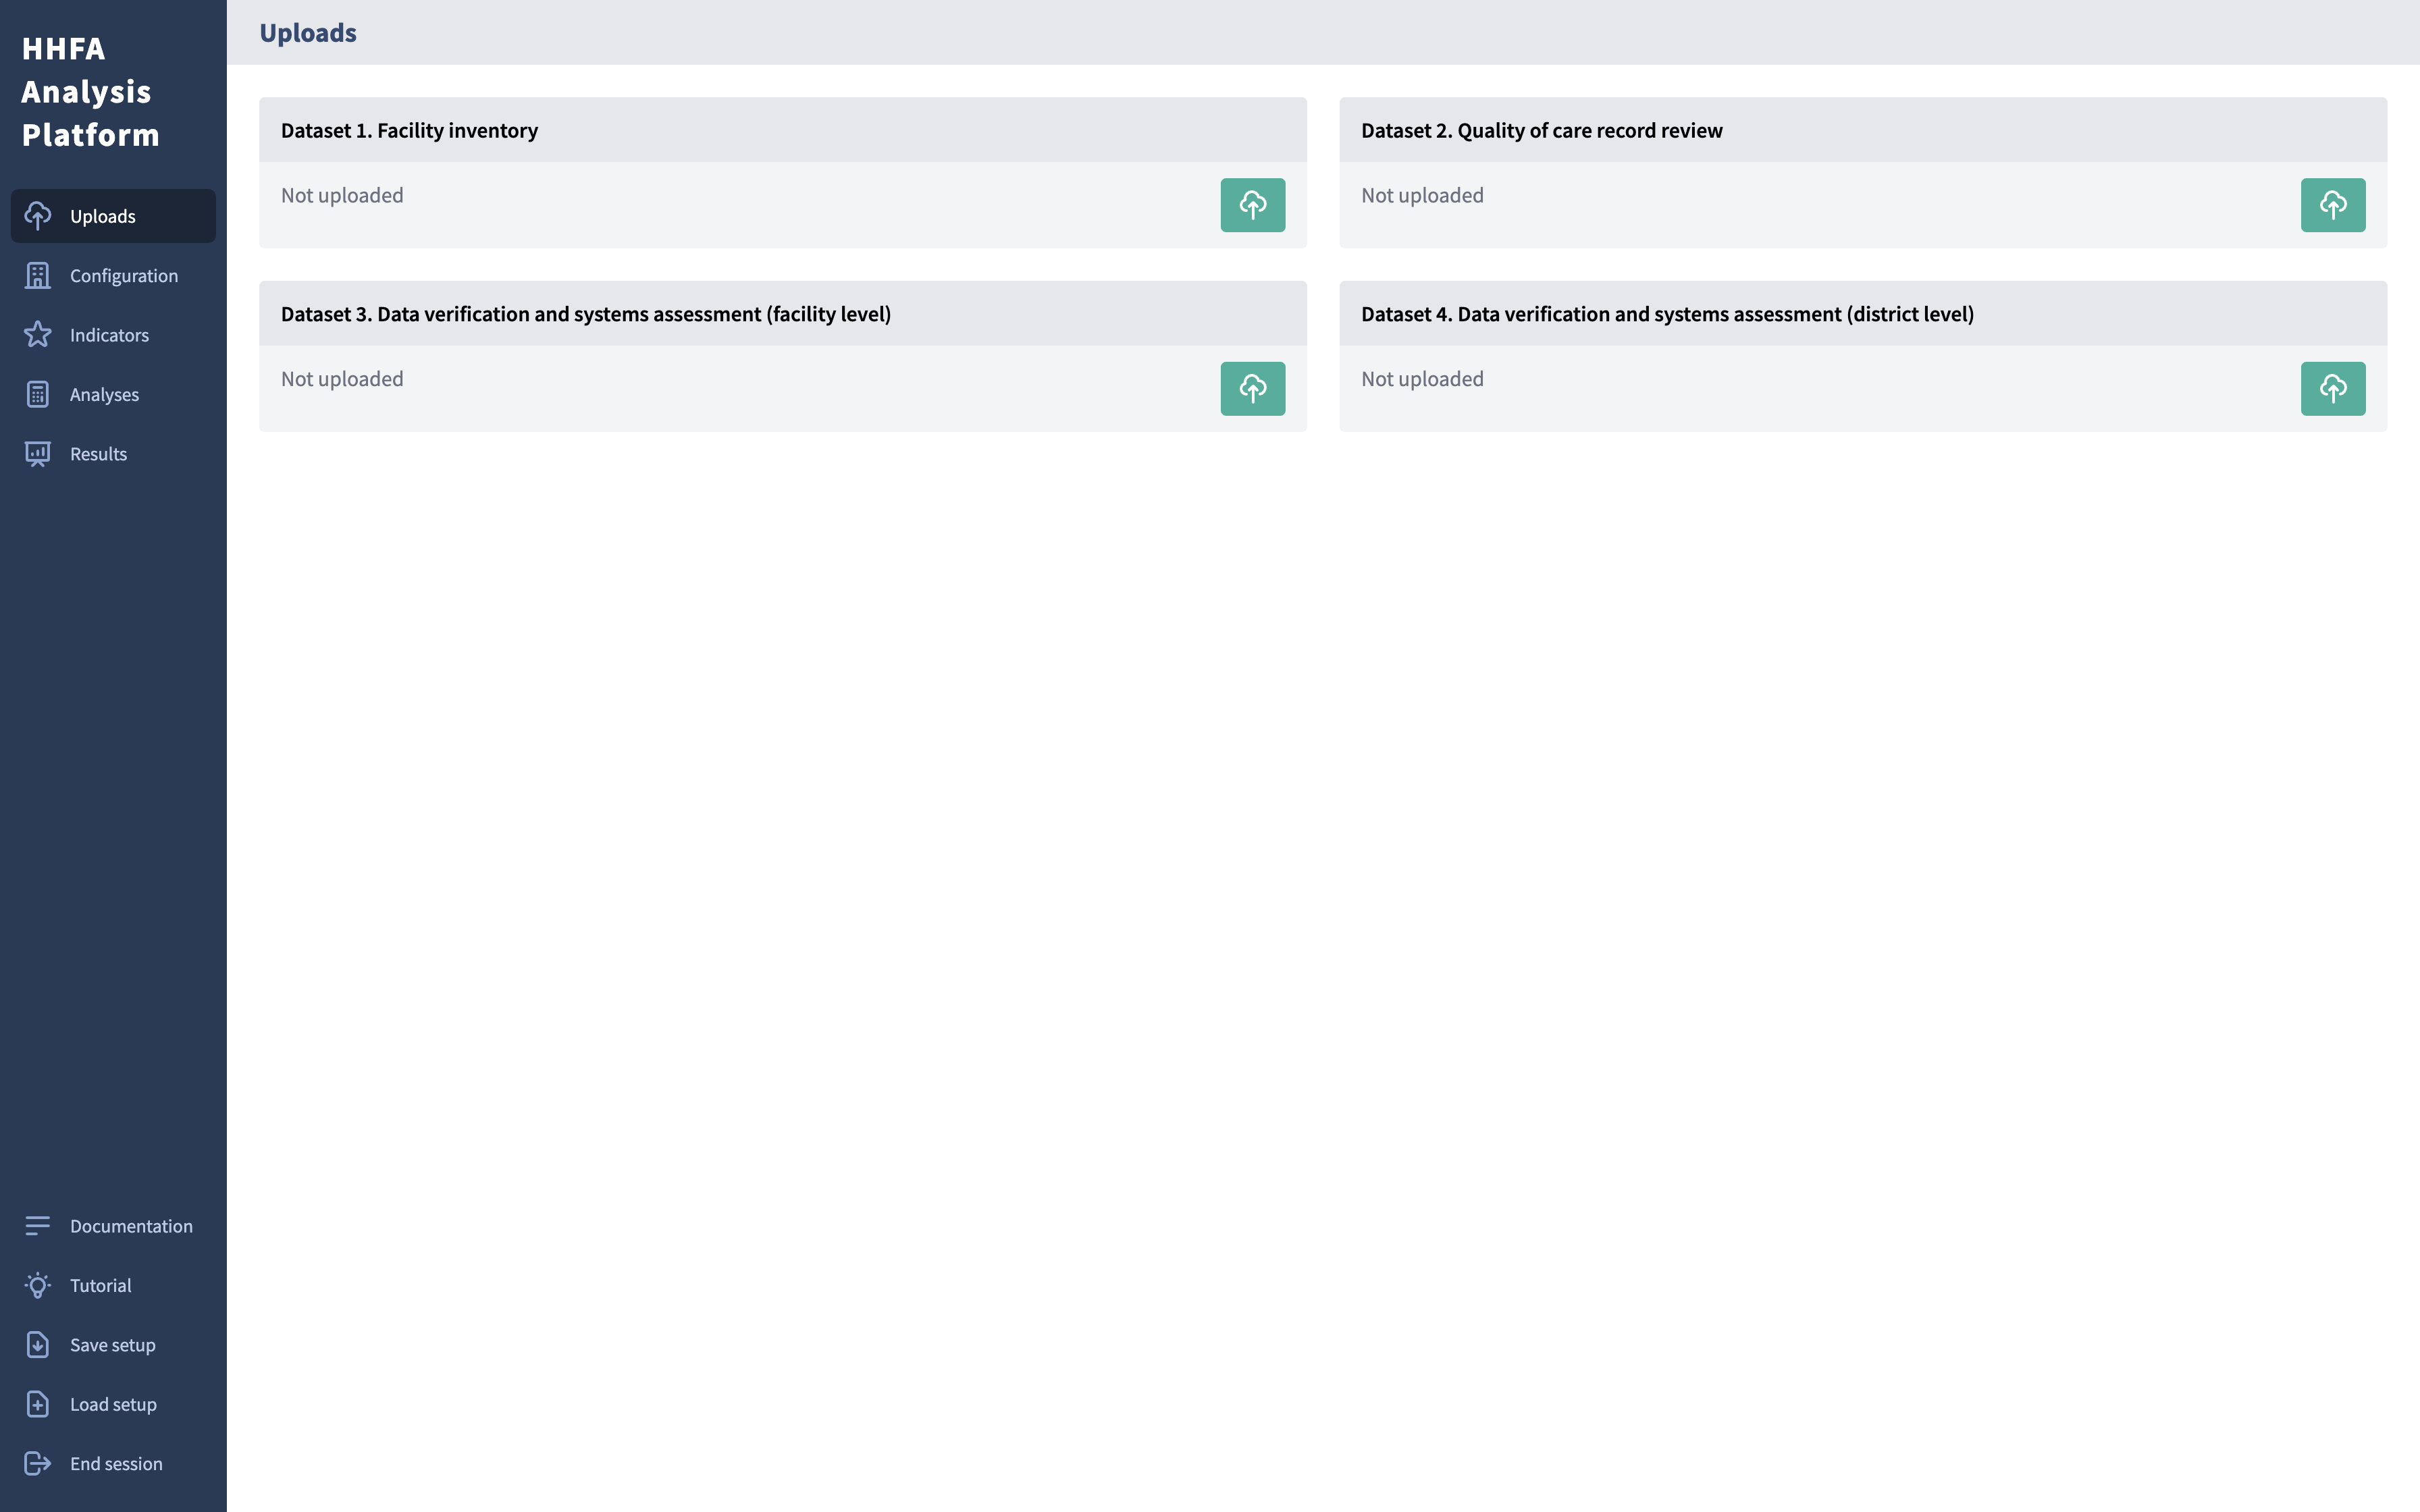 HHFA
Analysis
Platform
Uploads
Configuration
Indicators
Analyses
Results
Documentation
Tutorial
Save setup
Load setup
End session
Uploads
Dataset 1. Facility inventory
Not uploaded
Dataset 2. Quality of care record review
Not uploaded
Dataset 3. Data verification and systems assessment (facility level)
Not uploaded
Dataset 4. Data verification and systems assessment (district level)
Not uploaded